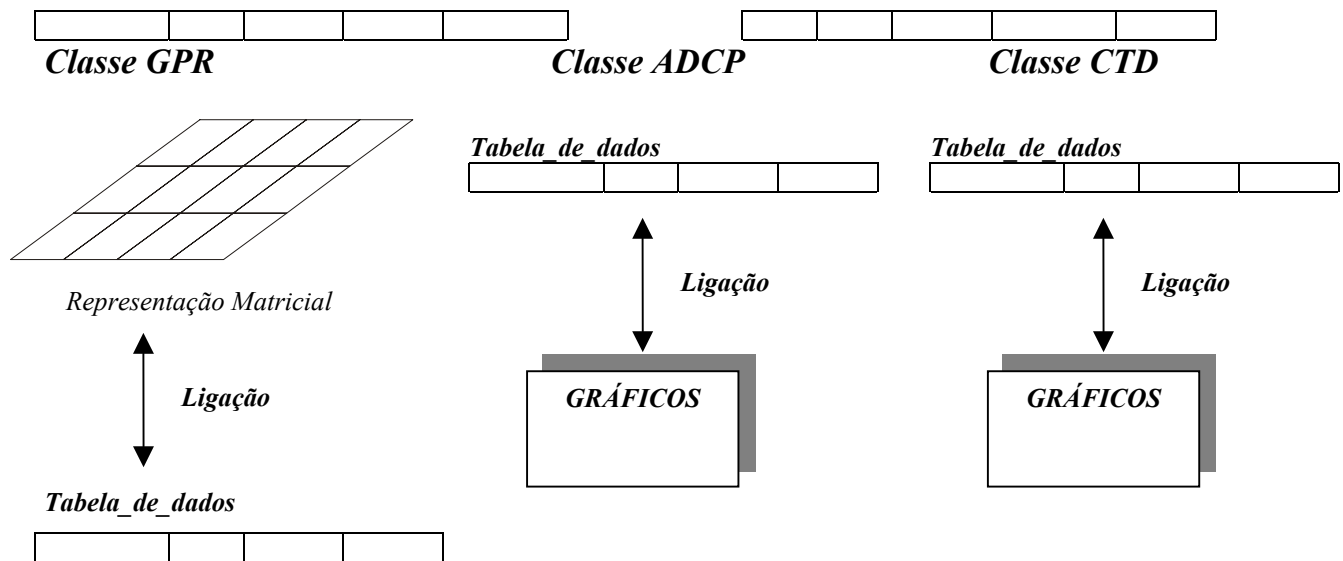 Classe GPR
Classe ADCP
Classe CTD
Tabela_de_dados
Tabela_de_dados
Representação Matricial
Ligação
Ligação
Ligação
GRÁFICOS
GRÁFICOS
Tabela_de_dados